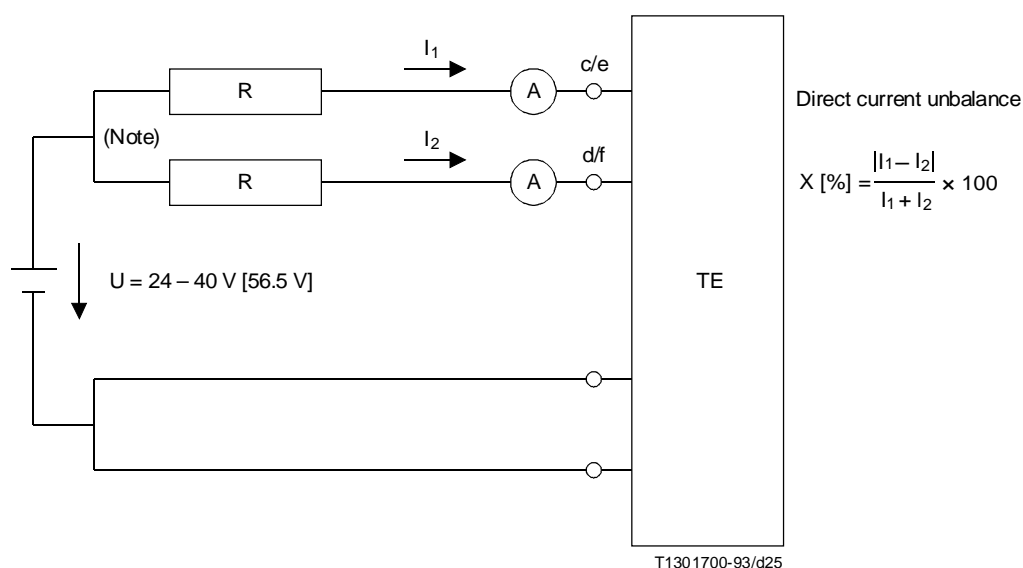 I1
R
A
c/e
Direct current unbalance
(Note)
I2
R
A
d/f
X [%] = |I1 – I2| / I1 + I2 × 100
U = 24 – 40 V [56.5 V]
TE
T1301700-93/d25